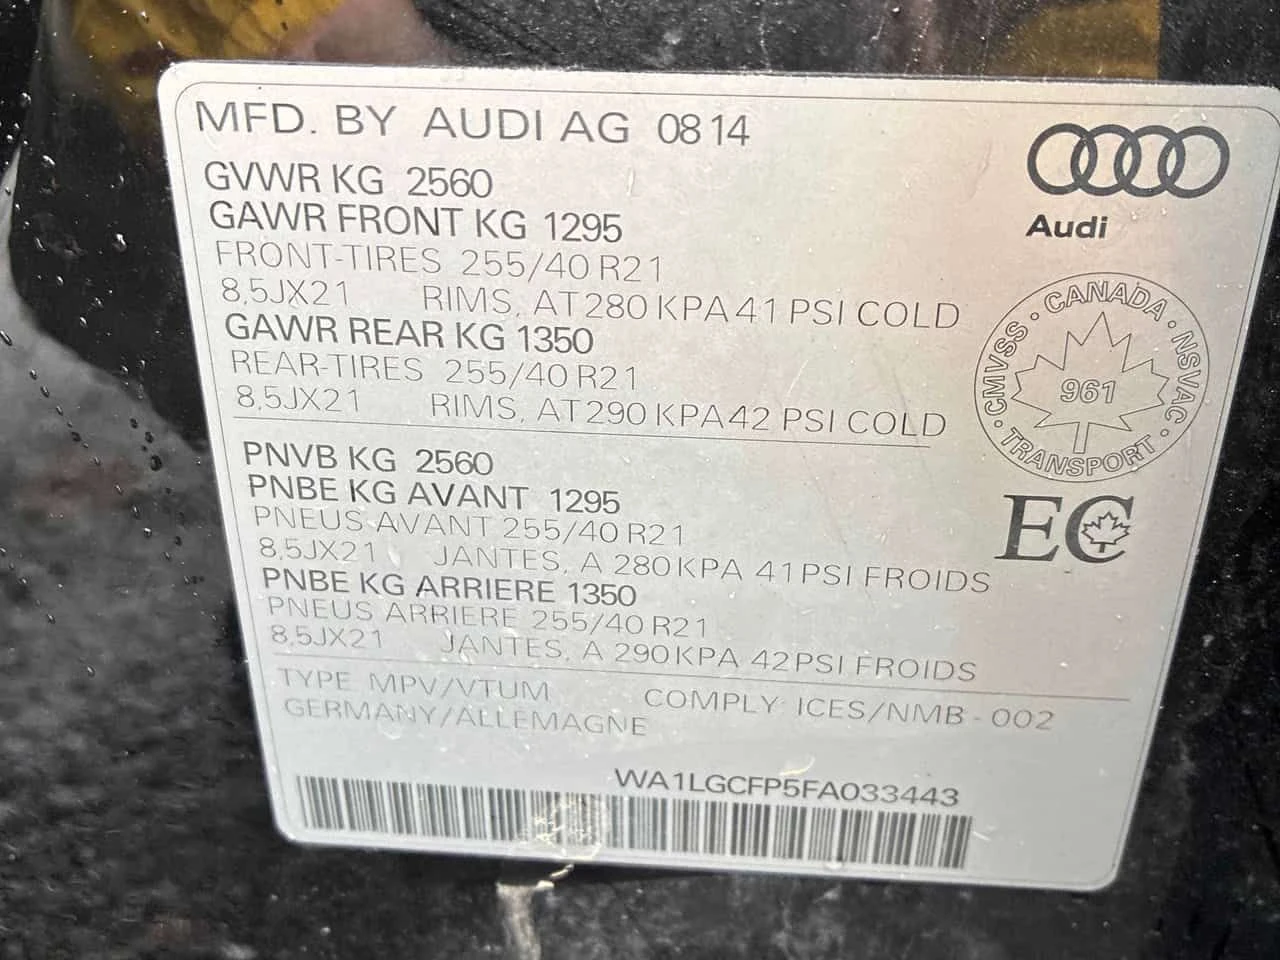 MFD. BY AUDI AG 0814
GVWR KG 2560
GAWR FRONT KG 1295
FRONT-TIRES 255/40 R21
8,5JX21 RIMS, AT 280 KPA 41 PSI COLD
GAWR REAR KG 1350
REAR-TIRES 255/40 R21
8,5JX21 RIMS, AT 290 KPA 42 PSI COLD
Audi
CMVSS · CANADA · NSVAC · TRANSPORT
961
PNVB KG 2560
PNBE KG AVANT 1295
PNEUS AVANT 255/40 R21
8,5JX21 JANTES, A 280 KPA 41 PSI FROIDS
PNBE KG ARRIERE 1350
PNEUS ARRIERE 255/40 R21
8,5JX21 JANTES, A 290 KPA 42 PSI FROIDS
EC
TYPE MPV/VTUM COMPLY ICES/NMB - 002
GERMANY/ALLEMAGNE
WA1LGCFP5FA033443